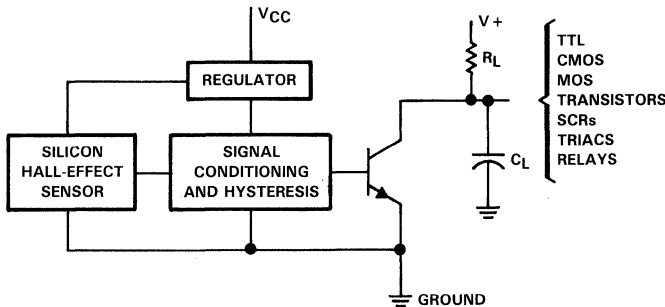 VCC
REGULATOR
SILICON
HALL-EFFECT
SENSOR
SIGNAL
CONDITIONING
AND HYSTERESIS
V+
RL
CL
GROUND
TTL
CMOS
MOS
TRANSISTORS
SCRs
TRIACS
RELAYS